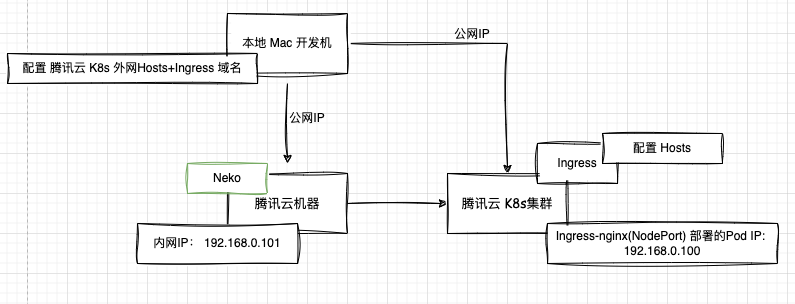 本地 Mac 开发机
公网IP
配置 腾讯云 K8s 外网Hosts+Ingress 域名
公网IP
配置 Hosts
Ingress
Neko
腾讯云机器
腾讯云 K8s集群
内网IP： 192.168.0.101
Ingress-nginx(NodePort) 部署的Pod IP:
192.168.0.100